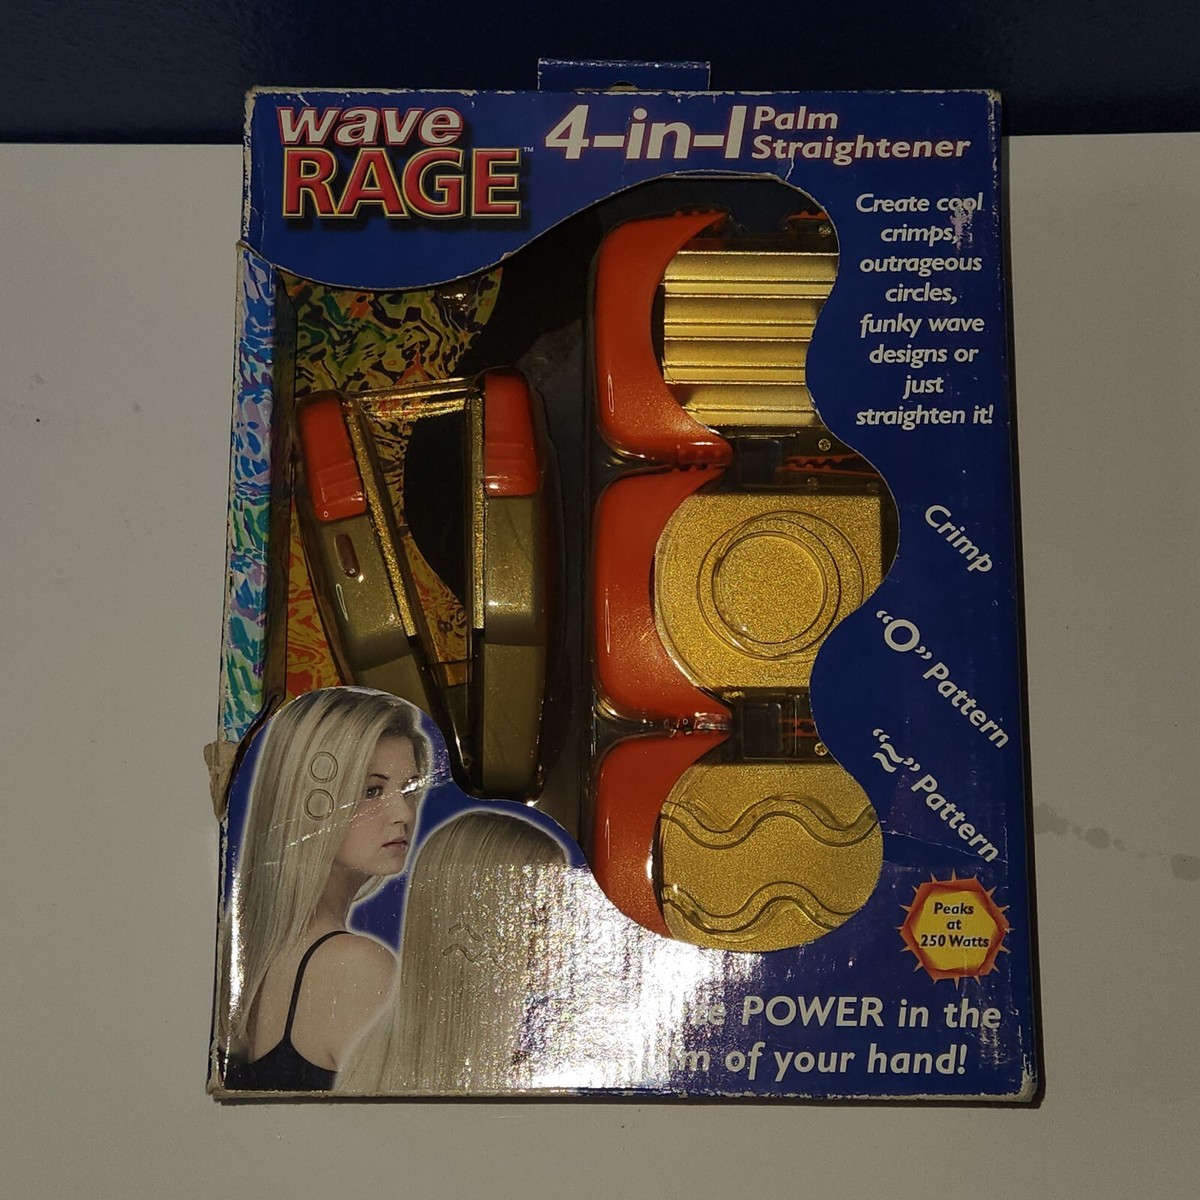 wave
RAGE™
4-in-1 Palm
Straightener
Create cool
crimps,
outrageous
circles,
funky wave
designs or
just
straighten it!
Crimp
"O" Pattern
"≈" Pattern
Peaks
at
250 Watts
POWER in the
of your hand!